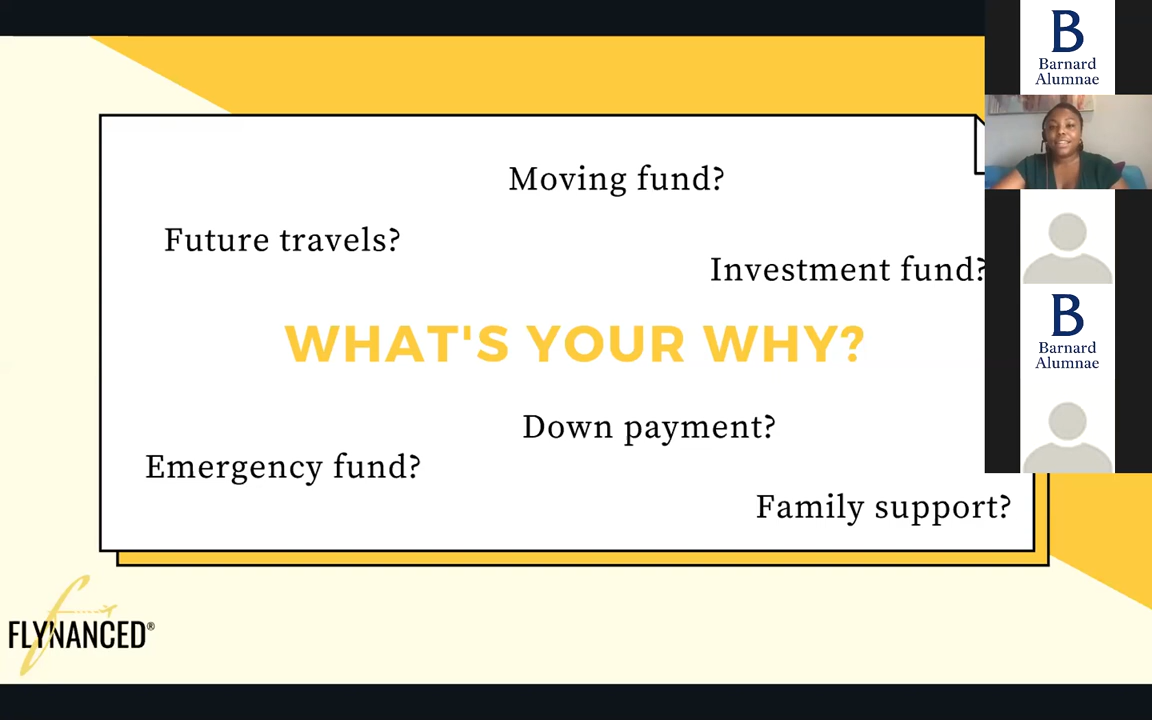 Moving fund?
Future travels?
Investment fund?
WHAT'S YOUR WHY?
Down payment?
Emergency fund?
Family support?
FLYNANCED®
B
Barnard
Alumnae
B
Barnard
Alumnae